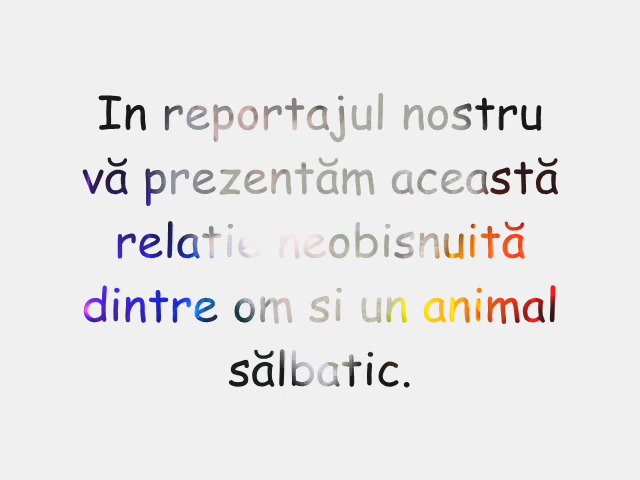 In reportajul nostru
vă prezentăm această
relatie neobisnuită
dintre om si un animal
sălbatic.